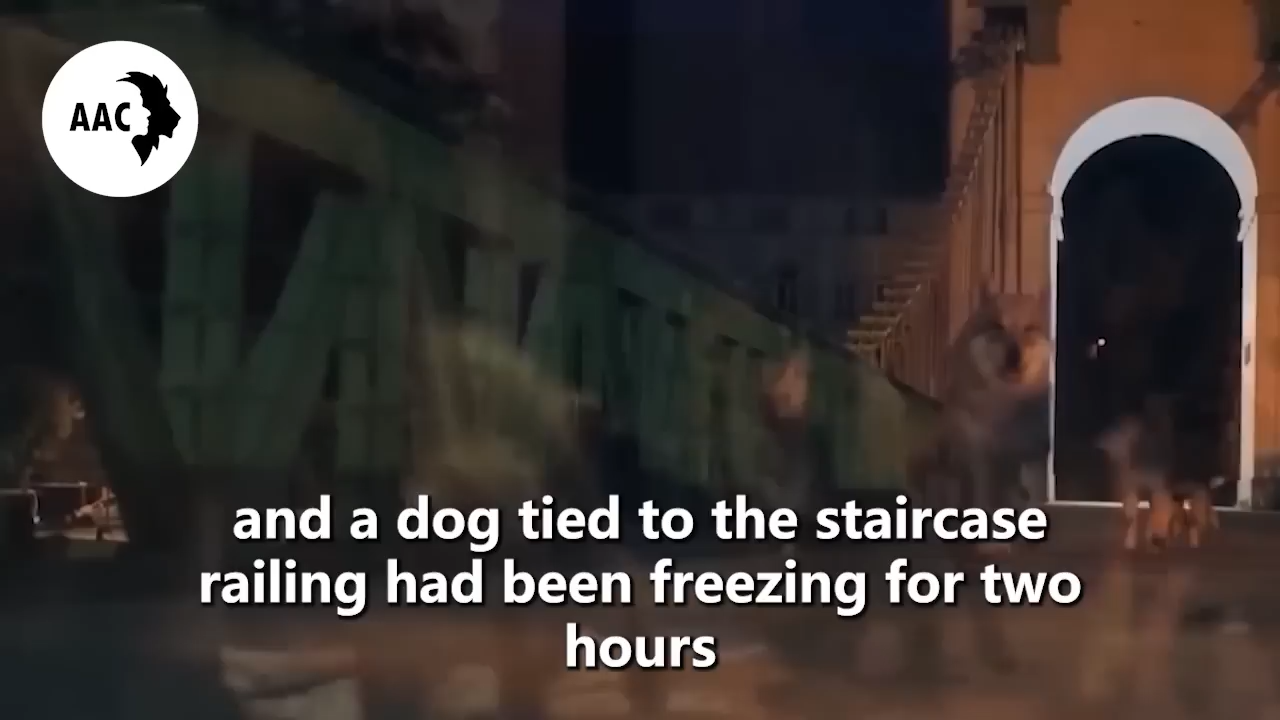 AAC
and a dog tied to the staircase
railing had been freezing for two
hours